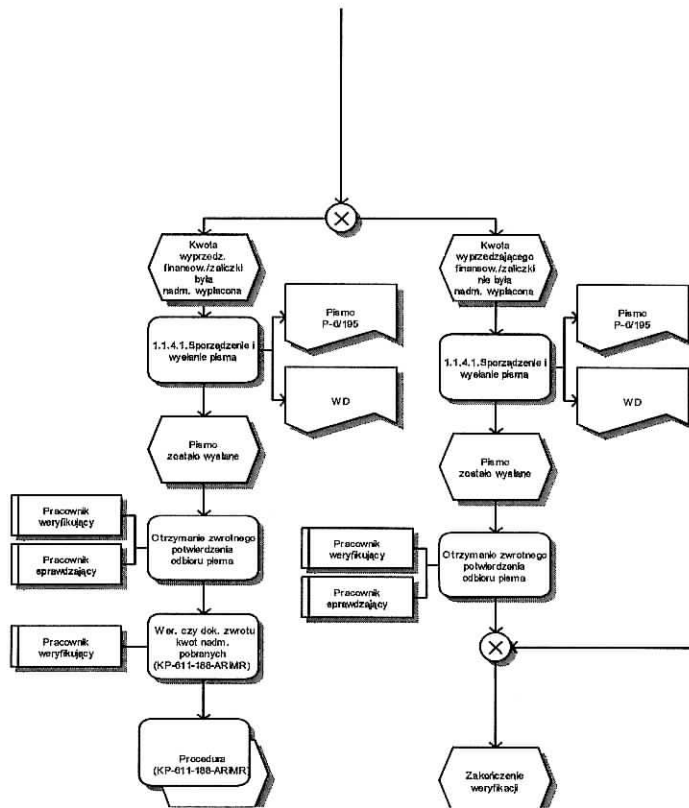 Kwota
wyprzedz.
finansow./zaliczki
była
nadm. wypłacona
Kwota
wyprzedzającego
finansow./zaliczki
nie była
nadm. wypłacona
Pismo
P-6/195
1.1.4.1.Sporządzenie i
wysłanie pisma
WD
Pismo
P-6/195
1.1.4.1.Sporządzenie i
wysłanie pisma
WD
Pismo
zostało wysłane
Pismo
zostało wysłane
Pracownik
weryfikujący
Pracownik
sprawdzający
Otrzymanie zwrotnego
potwierdzenia
odbioru pisma
Pracownik
weryfikujący
Pracownik
sprawdzający
Otrzymanie zwrotnego
potwierdzenia
odbioru pisma
Pracownik
weryfikujący
Wer. czy dok. zwrotu
kwot nadm.
pobranych
(KP-611-188-ARiMR)
Procedura
(KP-611-188-ARiMR)
Zakończenie
weryfikacji